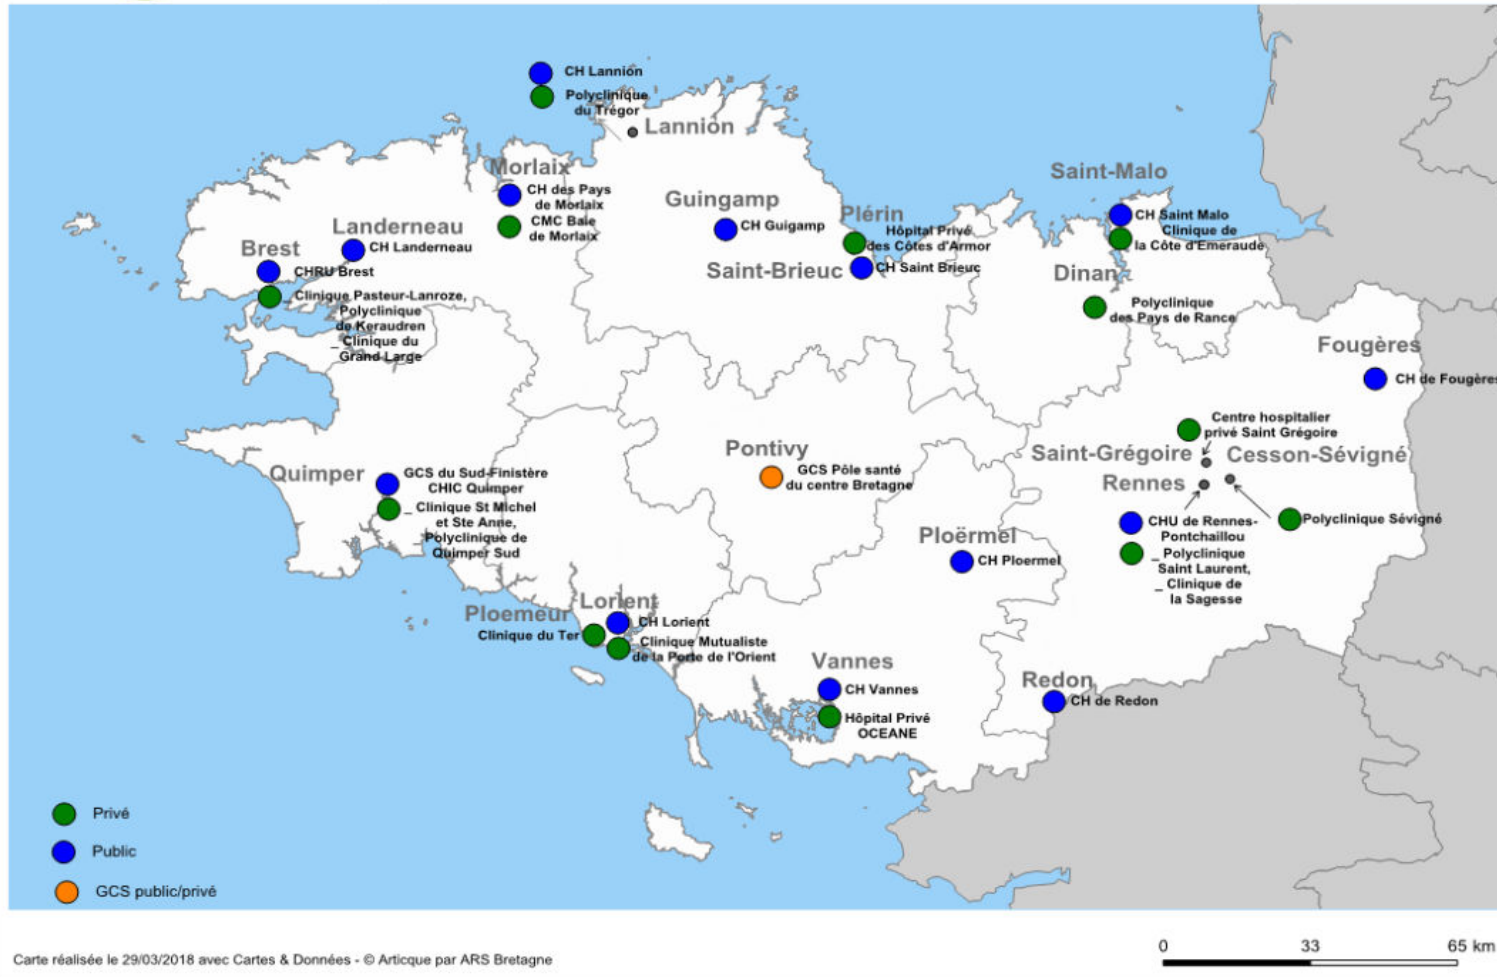 CH Lannion
Polyclinique
du Trégor
Lannion
Morlaix
CH des Pays
de Morlaix
CMC Baie
de Morlaix
Landerneau
CH Landerneau
Brest
CHRU Brest
_ Clinique Pasteur-Lanroze,
Polyclinique
de Keraudren
_ Clinique du
Grand Large
Guingamp
CH Guigamp
Plérin
Hôpital Privé
des Côtes d'Armor
Saint-Brieuc
CH Saint Brieuc
Saint-Malo
CH Saint Malo
Clinique de
la Côte d'Emeraude
Dinan
Polyclinique
des Pays de Rance
Fougères
CH de Fougères
Centre hospitalier
privé Saint Grégoire
Saint-Grégoire
Cesson-Sévigné
Rennes
CHU de Rennes-
Pontchaillou
_ Polyclinique
Saint Laurent,
_ Clinique de
la Sagesse
Polyclinique Sévigné
Quimper
GCS du Sud-Finistère
CHIC Quimper
_ Clinique St Michel
et Ste Anne,
_ Polyclinique de
Quimper Sud
Pontivy
GCS Pôle santé
du centre Bretagne
Ploërmel
CH Ploermel
Ploemeur
Clinique du Ter
Lorient
CH Lorient
Clinique Mutualiste
de la Porte de l'Orient
Vannes
CH Vannes
Hôpital Privé
OCEANE
Redon
CH de Redon
Privé
Public
GCS public/privé
Carte réalisée le 29/03/2018 avec Cartes & Données - © Articque par ARS Bretagne
0 33 65 km